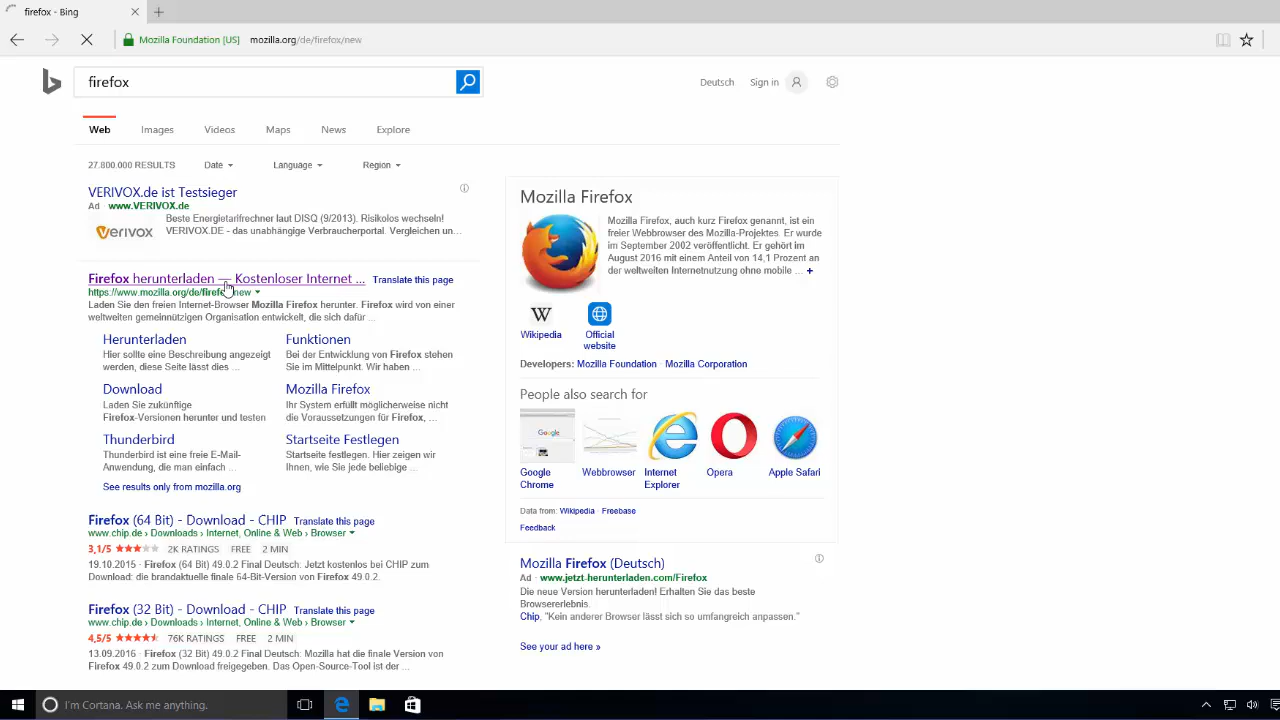 firefox - Bing
Mozilla Foundation [US] mozilla.org/de/firefox/new
firefox
Deutsch Sign in
Web Images Videos Maps News Explore
27.800.000 RESULTS Date Language Region
VERIVOX.de ist Testsieger
Ad · www.VERIVOX.de
Verivox
Beste Energietarifrechner laut DISQ (9/2013). Risikolos wechseln!
VERIVOX.DE - das unabhängige Verbraucherportal. Vergleichen un...
Firefox herunterladen — Kostenloser Internet ... Translate this page
https://www.mozilla.org/de/firefox/new
Laden Sie den freien Internet-Browser Mozilla Firefox herunter. Firefox wird von einer
weltweiten gemeinnützigen Organisation entwickelt, die sich dafür ...
Herunterladen
Hier sollte eine Beschreibung angezeigt
werden, diese Seite lässt dies ...
Funktionen
Bei der Entwicklung von Firefox stehen
Sie im Mittelpunkt. Wir haben ...
Download
Laden Sie zukünftige
Firefox-Versionen herunter und testen
Mozilla Firefox
Ihr System erfüllt möglicherweise nicht
die Voraussetzungen für Firefox, ...
Thunderbird
Thunderbird ist eine freie E-Mail-
Anwendung, die man einfach ...
Startseite Festlegen
Startseite festlegen. Hier zeigen wir
Ihnen, wie Sie jede beliebige ...
See results only from mozilla.org
Firefox (64 Bit) - Download - CHIP Translate this page
www.chip.de › Downloads › Internet, Online & Web › Browser
3,1/5 2K RATINGS FREE 2 MIN
19.10.2015 · Firefox (64 Bit) 49.0.2 Final Deutsch: Jetzt kostenlos bei CHIP zum
Download: die brandaktuelle finale 64-Bit-Version von Firefox 49.0.2.
Firefox (32 Bit) - Download - CHIP Translate this page
www.chip.de › Downloads › Internet, Online & Web › Browser
4,5/5 76K RATINGS FREE 2 MIN
13.09.2016 · Firefox (32 Bit) 49.0.2 Final Deutsch: Mozilla hat die finale Version von
Firefox 49.0.2 zum Download freigegeben. Das Open-Source-Tool ist der ...
Mozilla Firefox
Mozilla Firefox, auch kurz Firefox genannt, ist ein
freier Webbrowser des Mozilla-Projektes. Er wurde
im September 2002 veröffentlicht. Er gehört im
August 2016 mit einem Anteil von 14,1 Prozent an
der weltweiten Internetnutzung ohne mobile ... +
Wikipedia
Official
website
Developers: Mozilla Foundation · Mozilla Corporation
People also search for
Google
Google
Chrome
Webbrowser
Internet
Explorer
Opera
Apple Safari
Data from: Wikipedia · Freebase
Feedback
Mozilla Firefox (Deutsch)
Ad · www.jetzt-herunterladen.com/Firefox
Die neue Version herunterladen! Erhalten Sie das beste
Browsererlebnis.
Chip, "Kein anderer Browser lässt sich so umfangreich anpassen."
See your ad here »
I'm Cortana. Ask me anything.